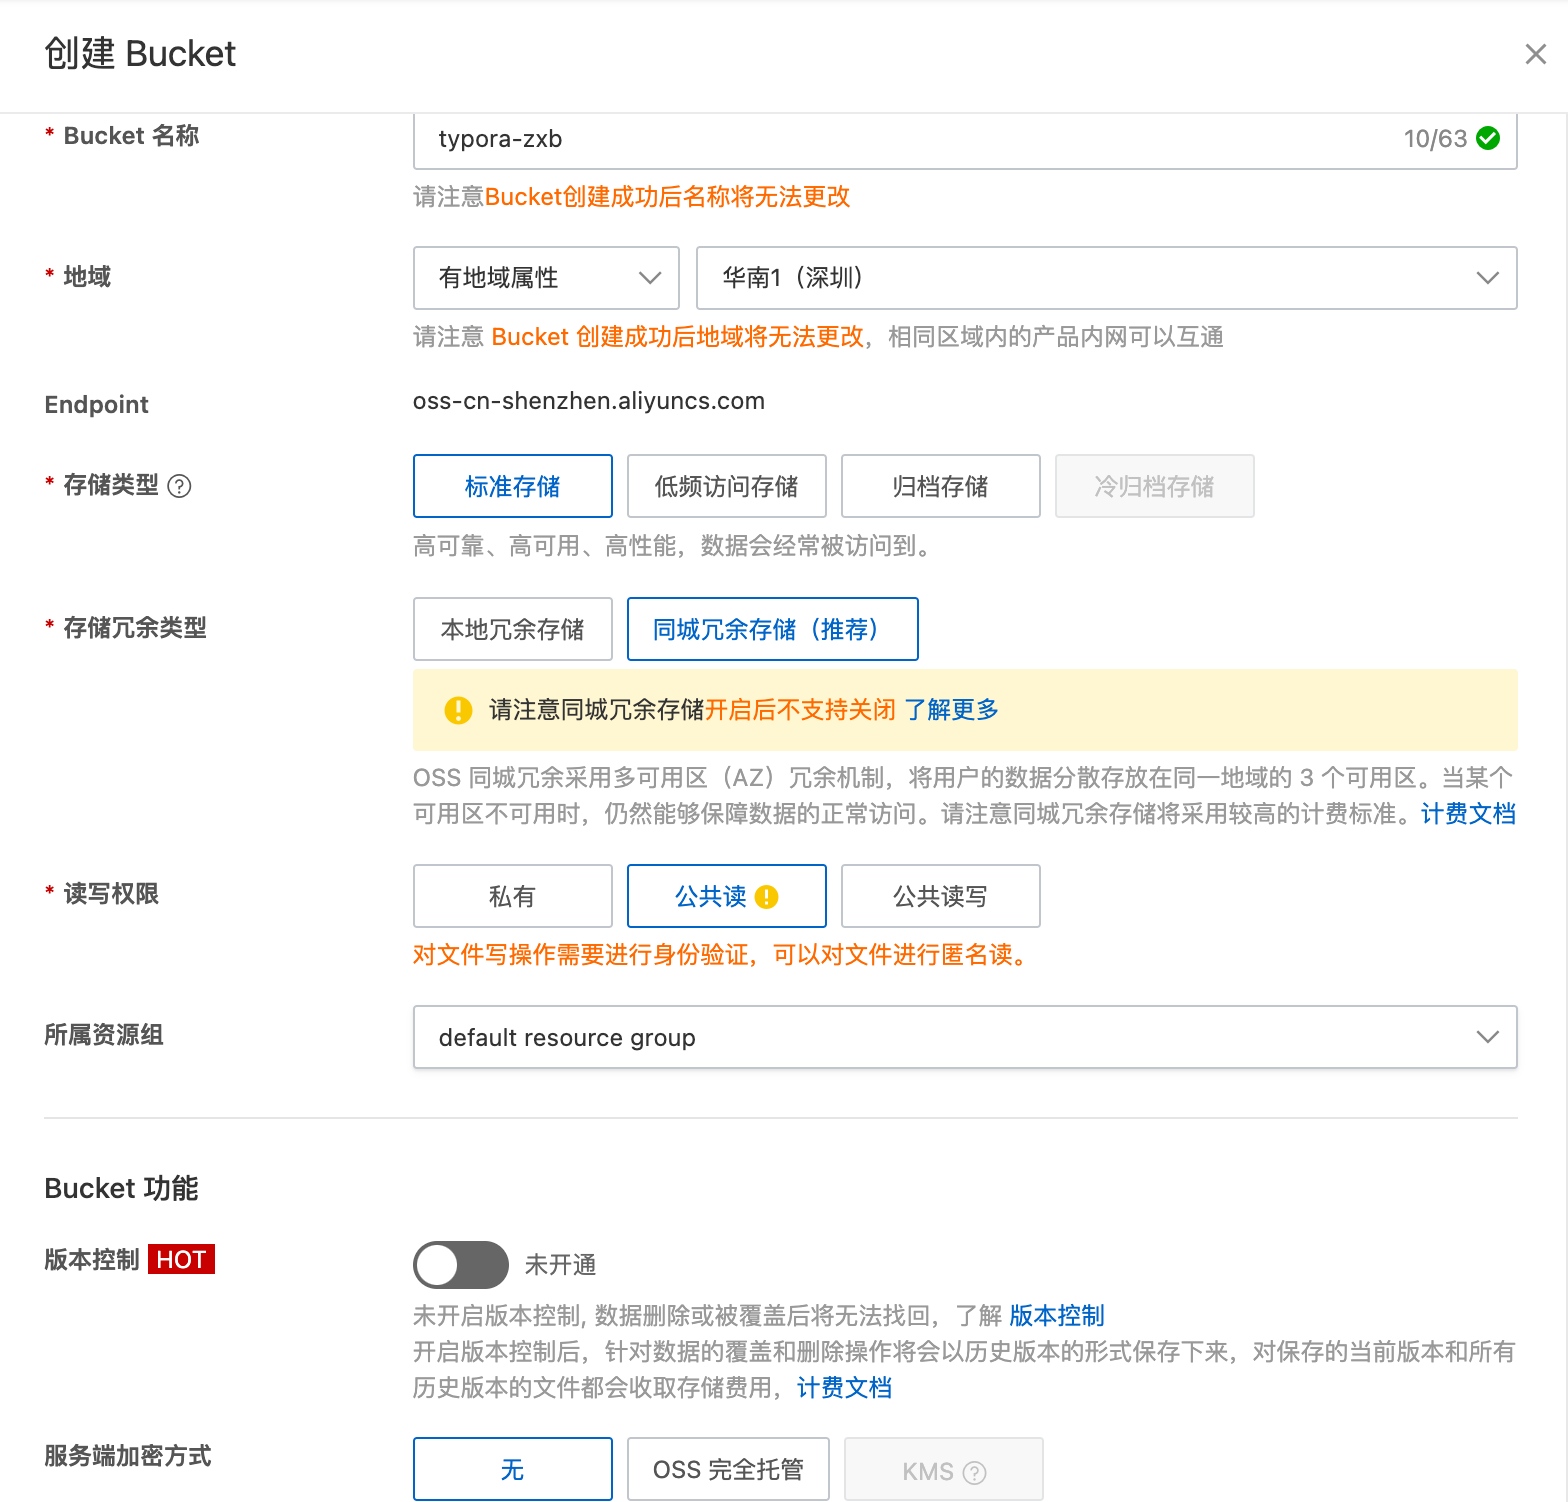 创建 Bucket
* Bucket 名称
typora-zxb
10/63
请注意Bucket创建成功后名称将无法更改
* 地域
有地域属性
华南1（深圳）
请注意 Bucket 创建成功后地域将无法更改，相同区域内的产品内网可以互通
Endpoint
oss-cn-shenzhen.aliyuncs.com
* 存储类型
标准存储
低频访问存储
归档存储
冷归档存储
高可靠、高可用、高性能，数据会经常被访问到。
* 存储冗余类型
本地冗余存储
同城冗余存储（推荐）
请注意同城冗余存储开启后不支持关闭 了解更多
OSS 同城冗余采用多可用区（AZ）冗余机制，将用户的数据分散存放在同一地域的 3 个可用区。当某个
可用区不可用时，仍然能够保障数据的正常访问。请注意同城冗余存储将采用较高的计费标准。计费文档
* 读写权限
私有
公共读
公共读写
对文件写操作需要进行身份验证，可以对文件进行匿名读。
所属资源组
default resource group
Bucket 功能
版本控制 HOT
未开通
未开启版本控制, 数据删除或被覆盖后将无法找回，了解 版本控制
开启版本控制后，针对数据的覆盖和删除操作将会以历史版本的形式保存下来，对保存的当前版本和所有
历史版本的文件都会收取存储费用，计费文档
服务端加密方式
无
OSS 完全托管
KMS